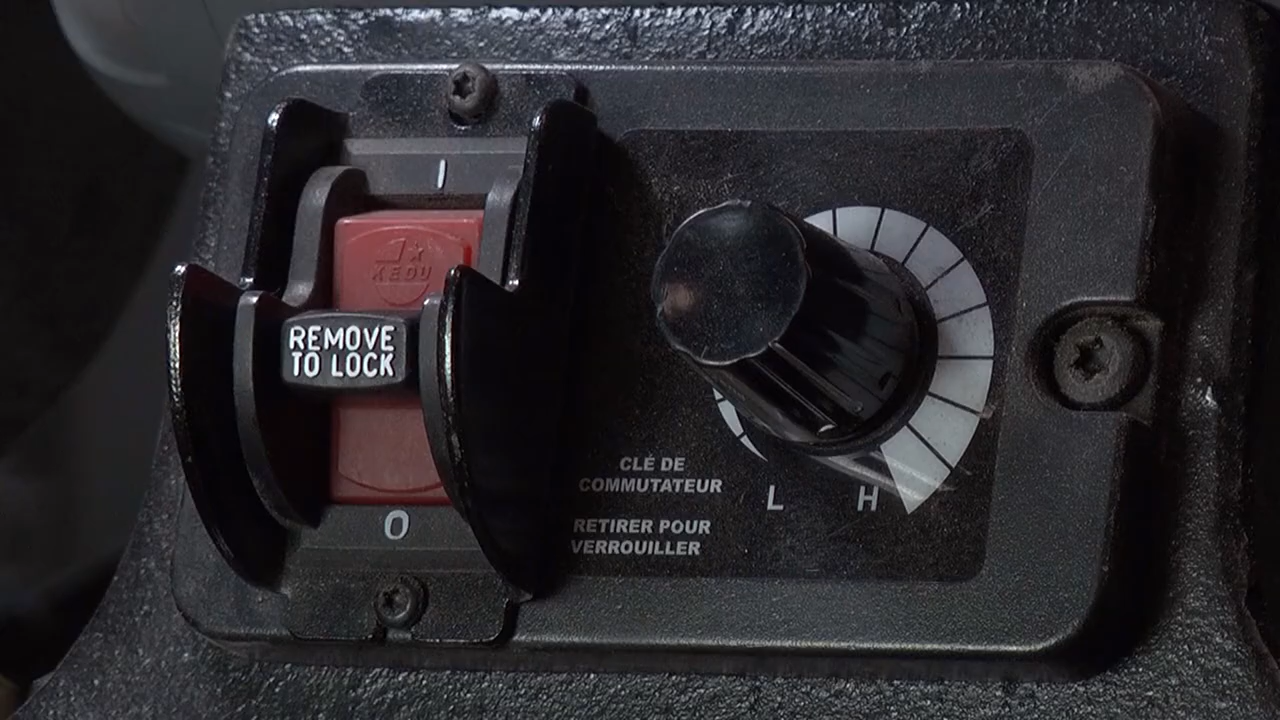 I
KEDU
REMOVE
TO LOCK
O
CLÉ DE
COMMUTATEUR
RETIRER POUR
VERROUILLER
L H